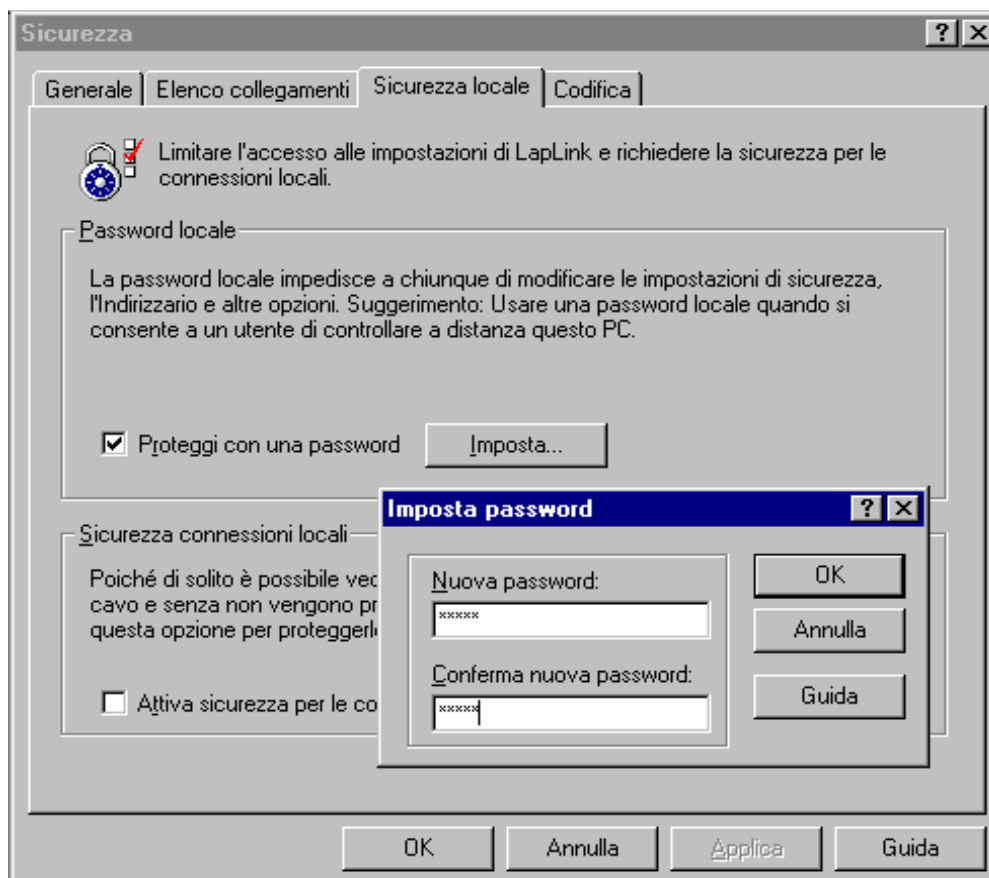 Sicurezza
Generale
Elenco collegamenti
Sicurezza locale
Codifica
Limitare l'accesso alle impostazioni di LapLink e richiedere la sicurezza per le
connessioni locali.
Password locale
La password locale impedisce a chiunque di modificare le impostazioni di sicurezza,
l'Indirizzario e altre opzioni. Suggerimento: Usare una password locale quando si
consente a un utente di controllare a distanza questo PC.
Proteggi con una password
Imposta...
Sicurezza connessioni locali
Poiché di solito è possibile
cavo e senza non vengono
questa opzione per
Attiva sicurezza per le
Imposta password
Nuova password:
*****
Conferma nuova password:
*****
OK
Annulla
Guida
OK
Annulla
Applica
Guida